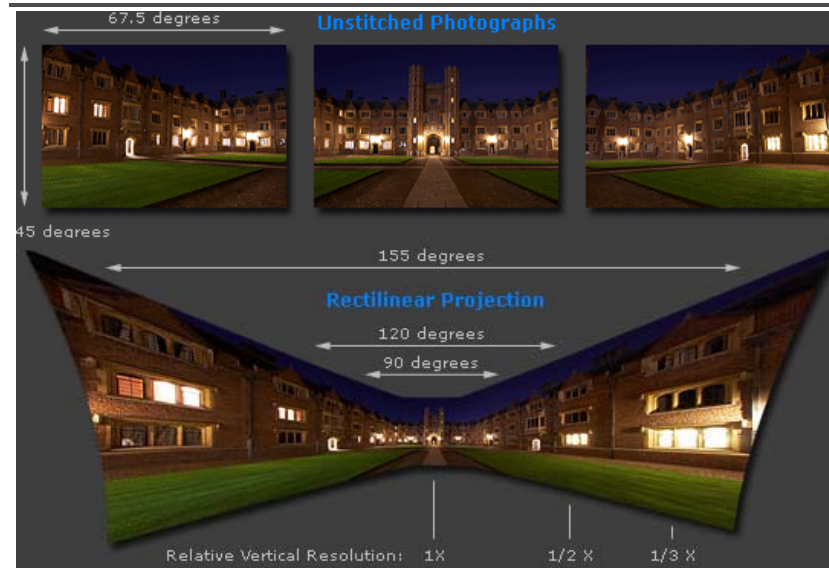 67.5 degrees
Unstitched Photographs
45 degrees
155 degrees
Rectilinear Projection
120 degrees
90 degrees
Relative Vertical Resolution: 1X 1/2 X 1/3 X